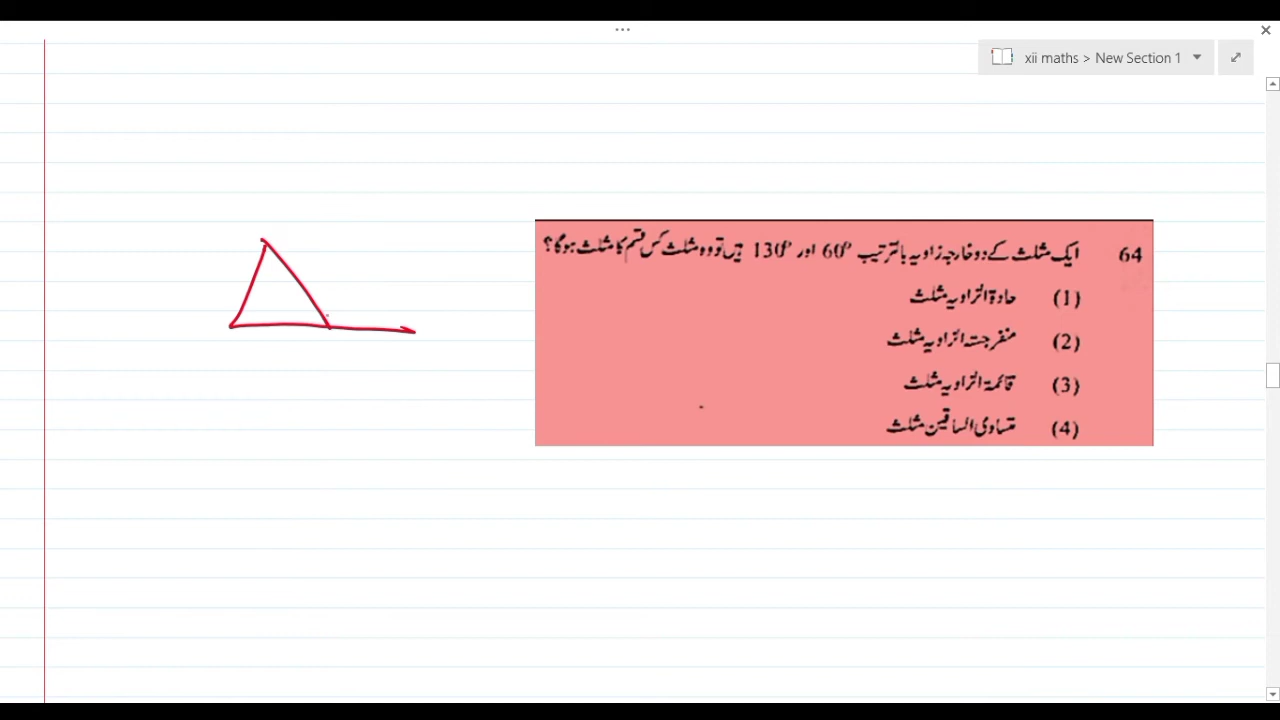 xii maths > New Section 1
64 ایک مثلث کے دو خارجہ زاویہ بالترتیب 60° اور 130° ہیں تو وہ مثلث کس قسم کا مثلث ہوگا؟
(1) حادۃ الزاویہ مثلث
(2) منفرجتہ الزاویہ مثلث
(3) قائمۃ الزاویہ مثلث
(4) متساوی الساقین مثلث